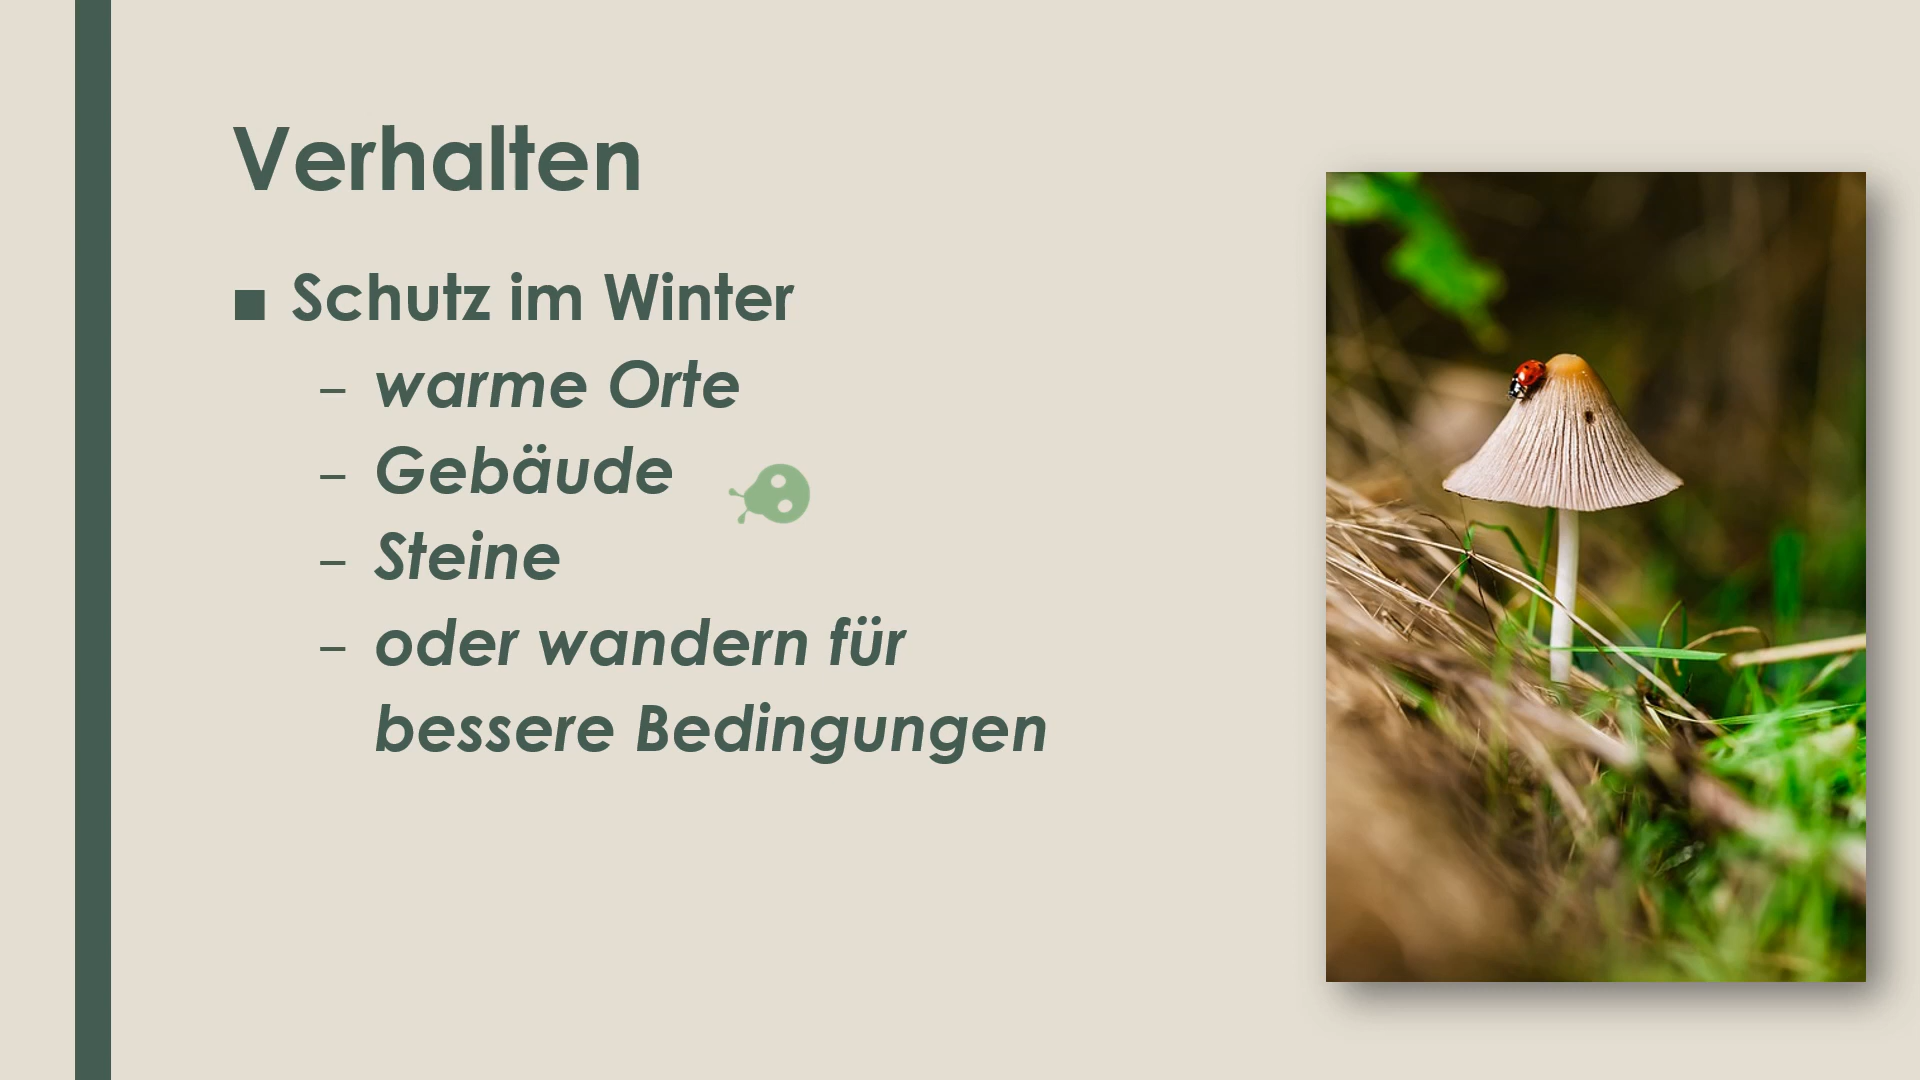 Verhalten
■ Schutz im Winter
– warme Orte
– Gebäude
– Steine
– oder wandern für
bessere Bedingungen